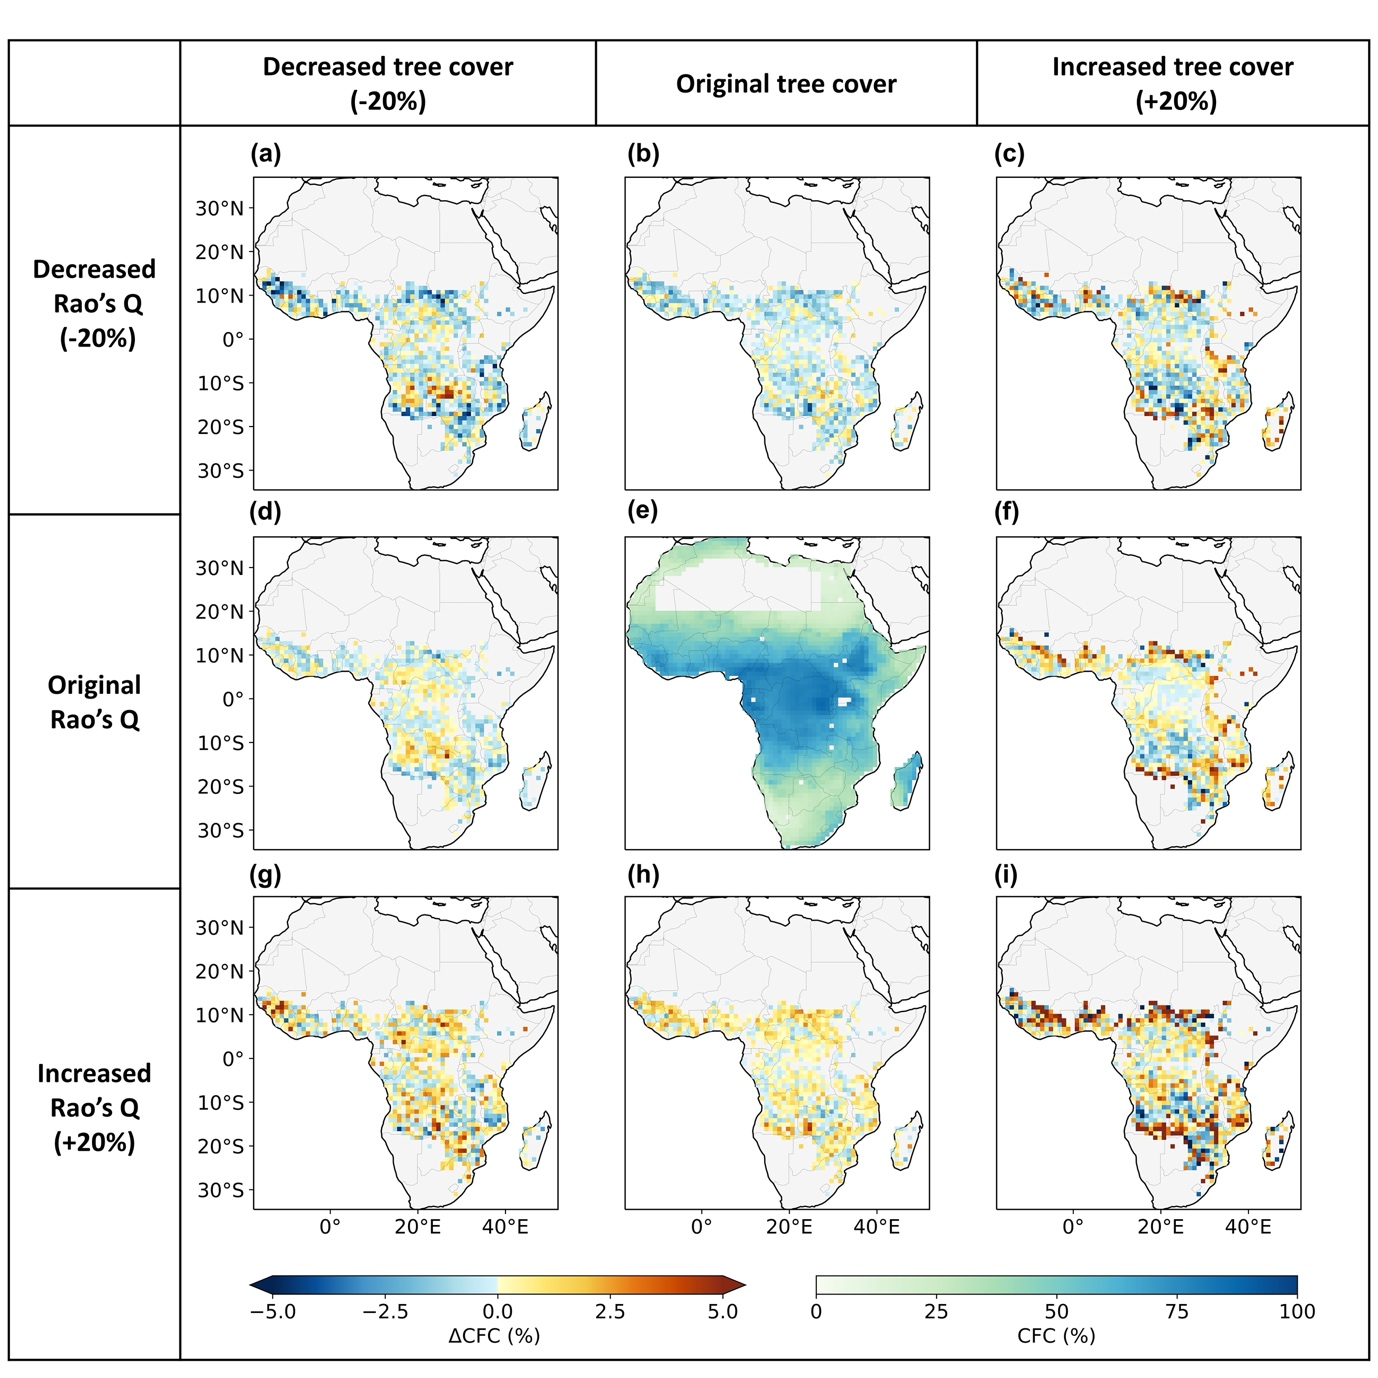 Decreased tree cover
(-20%)
Original tree cover
Increased tree cover
(+20%)
Decreased
Rao's Q
(-20%)
(a)
(b)
(c)
30°N
20°N
10°N
0°
10°S
20°S
30°S
Original
Rao's Q
(d)
(e)
(f)
30°N
20°N
10°N
0°
10°S
20°S
30°S
Increased
Rao's Q
(+20%)
(g)
(h)
(i)
30°N
20°N
10°N
0°
10°S
20°S
30°S
0° 20°E 40°E
0° 20°E 40°E
0° 20°E 40°E
−5.0 −2.5 0.0 2.5 5.0
ΔCFC (%)
0 25 50 75 100
CFC (%)